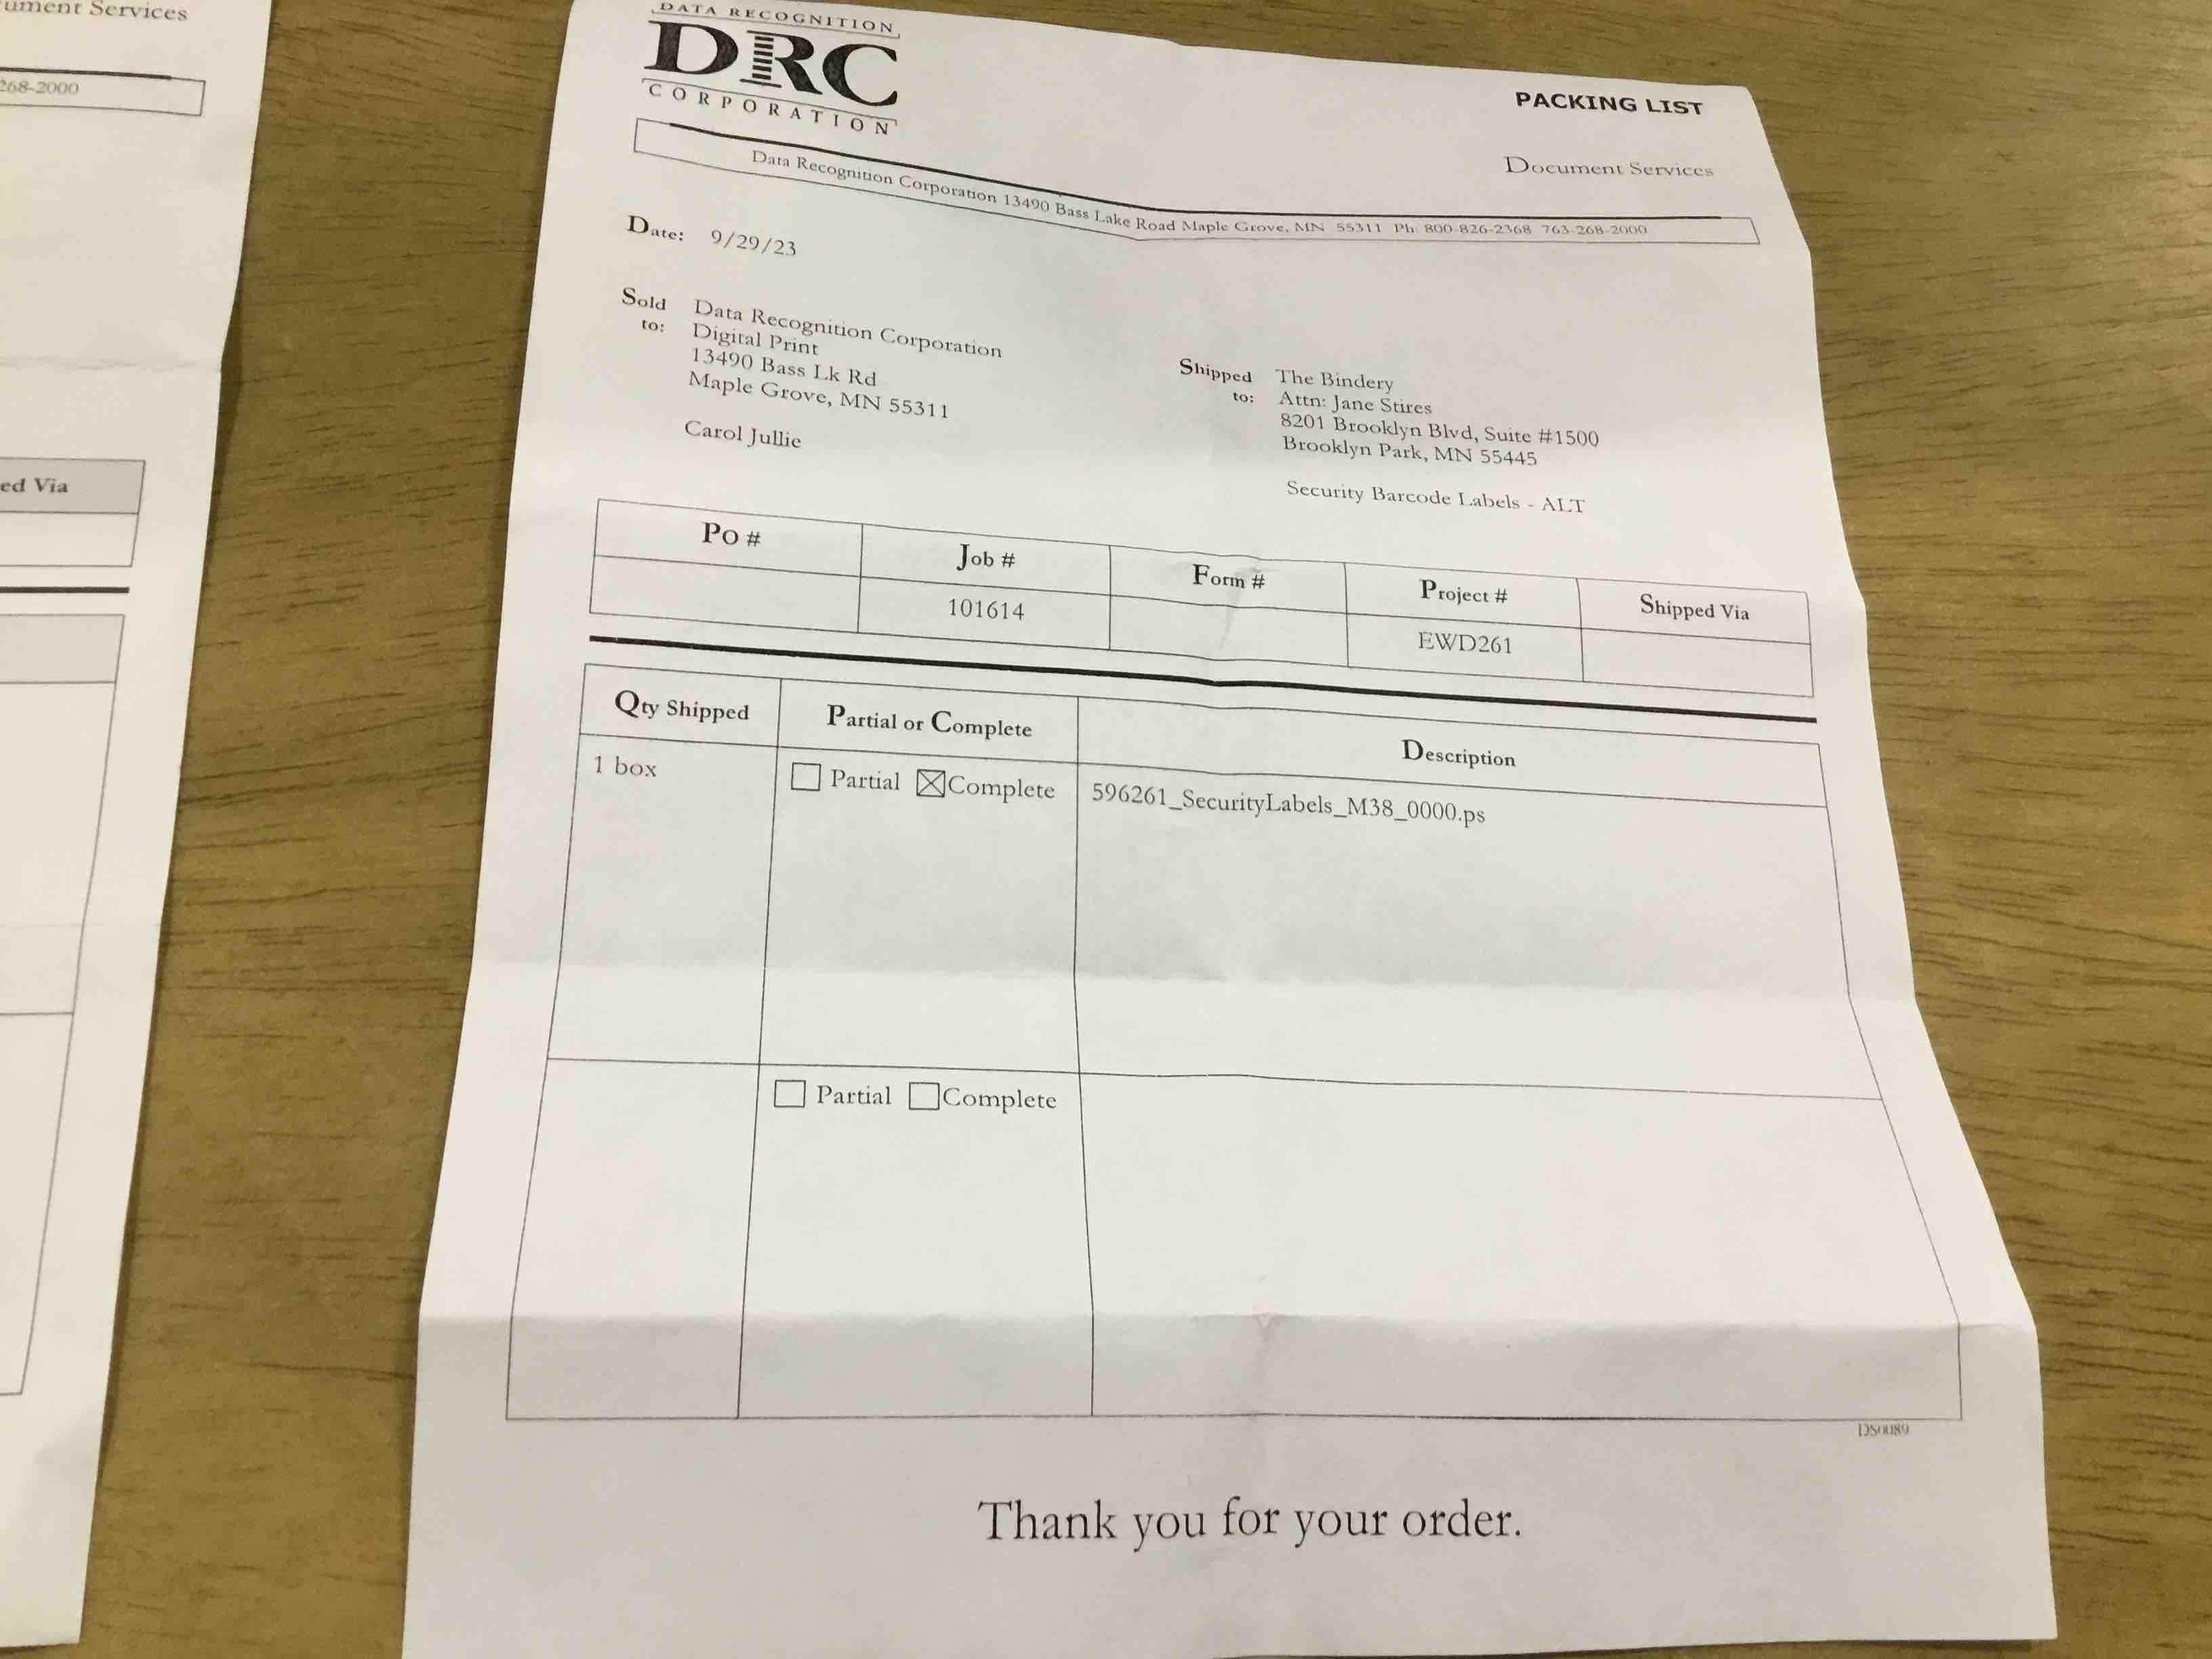 ument Services
268-2000
ed Via
DATA RECOGNITION
DRC
CORPORATION
PACKING LIST
Document Services
Data Recognition Corporation 13490 Bass Lake Road Maple Grove, MN 55311 Ph: 800-826-2368 763-268-2000
Date: 9/29/23
Sold to: Data Recognition Corporation
Digital Print
13490 Bass Lk Rd
Maple Grove, MN 55311
Carol Jullie
Shipped to: The Bindery
Attn: Jane Stires
8201 Brooklyn Blvd, Suite #1500
Brooklyn Park, MN 55445
Security Barcode Labels - ALT
Po # Job # Form # Project # Shipped Via
101614 EWD261
Qty Shipped Partial or Complete Description
1 box Partial Complete 596261_SecurityLabels_M38_0000.ps
Partial Complete
DS0089
Thank you for your order.